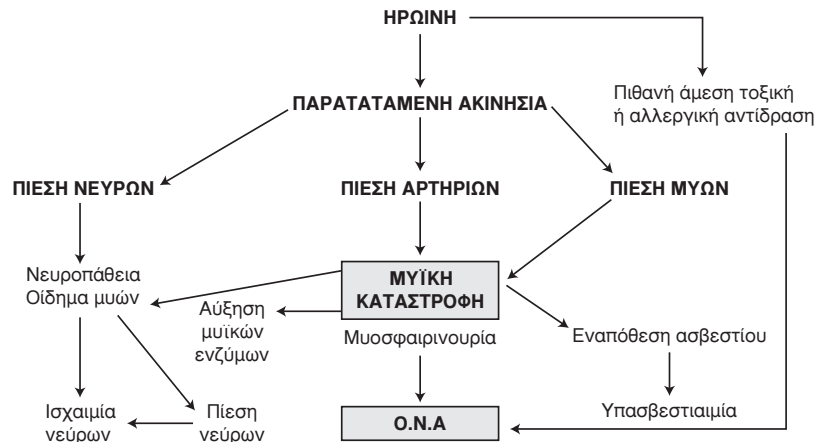 ΗΡΩΙΝΗ
Πιθανή άμεση τοξική
ή αλλεργική αντίδραση
ΠΑΡΑΤΑΤΑΜΕΝΗ ΑΚΙΝΗΣΙΑ
ΠΙΕΣΗ ΝΕΥΡΩΝ
ΠΙΕΣΗ ΑΡΤΗΡΙΩΝ
ΠΙΕΣΗ ΜΥΩΝ
Νευροπάθεια
Οίδημα μυών
ΜΥΪΚΗ
ΚΑΤΑΣΤΡΟΦΗ
Αύξηση
μυϊκών
ενζύμων
Μυοσφαιρινουρία
Εναπόθεση ασβεστίου
Ισχαιμία
νεύρων
Πίεση
νεύρων
Ο.Ν.Α
Υπασβεστιαιμία